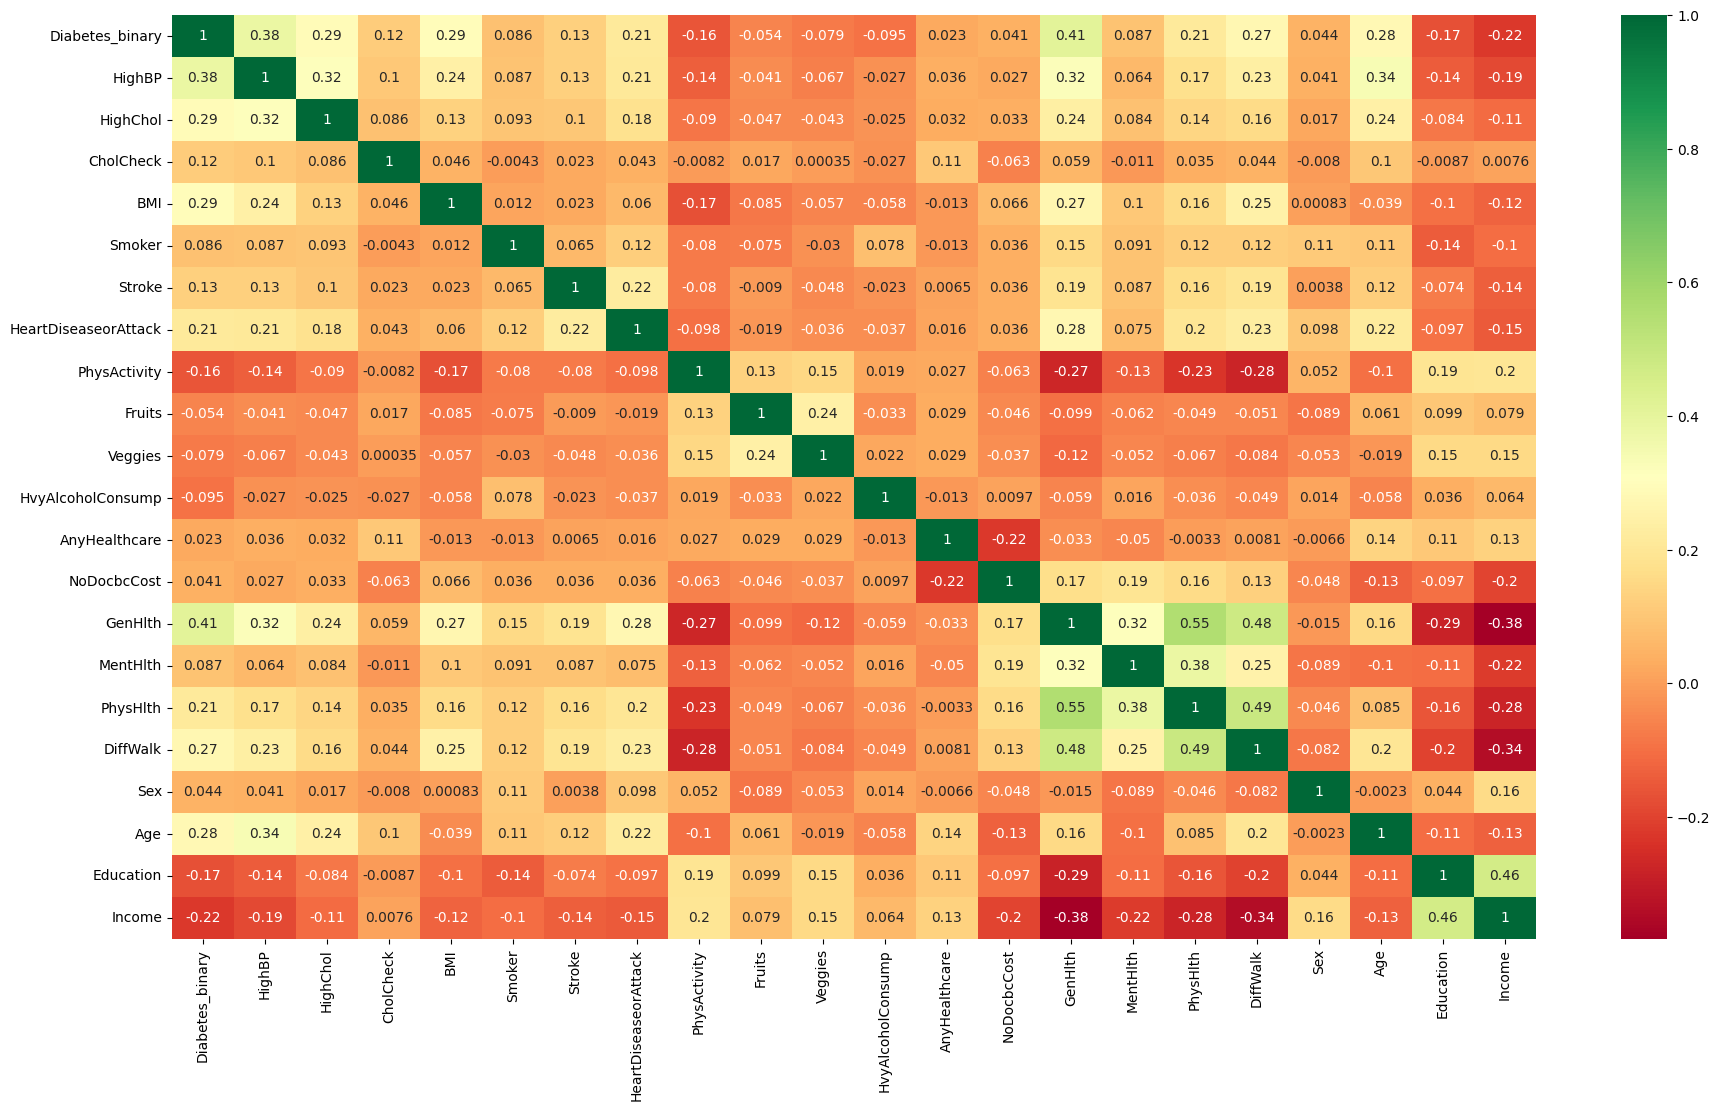 Diabetes_binary 1 0.38 0.29 0.12 0.29 0.086 0.13 0.21 -0.16 -0.054 -0.079 -0.095 0.023 0.041 0.41 0.087 0.21 0.27 0.044 0.28 -0.17 -0.22
HighBP 0.38 1 0.32 0.1 0.24 0.087 0.13 0.21 -0.14 -0.041 -0.067 -0.027 0.036 0.027 0.32 0.064 0.17 0.23 0.041 0.34 -0.14 -0.19
HighChol 0.29 0.32 1 0.086 0.13 0.093 0.1 0.18 -0.09 -0.047 -0.043 -0.025 0.032 0.033 0.24 0.084 0.14 0.16 0.017 0.24 -0.084 -0.11
CholCheck 0.12 0.1 0.086 1 0.046 -0.0043 0.023 0.043 -0.0082 0.017 0.00035 -0.027 0.11 -0.063 0.059 -0.011 0.035 0.044 -0.008 0.1 -0.0087 0.0076
BMI 0.29 0.24 0.13 0.046 1 0.012 0.023 0.06 -0.17 -0.085 -0.057 -0.058 -0.013 0.066 0.27 0.1 0.16 0.25 0.00083 -0.039 -0.1 -0.12
Smoker 0.086 0.087 0.093 -0.0043 0.012 1 0.065 0.12 -0.08 -0.075 -0.03 0.078 -0.013 0.036 0.15 0.091 0.12 0.12 0.11 0.11 -0.14 -0.1
Stroke 0.13 0.13 0.1 0.023 0.023 0.065 1 0.22 -0.08 -0.009 -0.048 -0.023 0.0065 0.036 0.19 0.087 0.16 0.19 0.0038 0.12 -0.074 -0.14
HeartDiseaseorAttack 0.21 0.21 0.18 0.043 0.06 0.12 0.22 1 -0.098 -0.019 -0.036 -0.037 0.016 0.036 0.28 0.075 0.2 0.23 0.098 0.22 -0.097 -0.15
PhysActivity -0.16 -0.14 -0.09 -0.0082 -0.17 -0.08 -0.08 -0.098 1 0.13 0.15 0.019 0.027 -0.063 -0.27 -0.13 -0.23 -0.28 0.052 -0.1 0.19 0.2
Fruits -0.054 -0.041 -0.047 0.017 -0.085 -0.075 -0.009 -0.019 0.13 1 0.24 -0.033 0.029 -0.046 -0.099 -0.062 -0.049 -0.051 -0.089 0.061 0.099 0.079
Veggies -0.079 -0.067 -0.043 0.00035 -0.057 -0.03 -0.048 -0.036 0.15 0.24 1 0.022 0.029 -0.037 -0.12 -0.052 -0.067 -0.084 -0.053 -0.019 0.15 0.15
HvyAlcoholConsump -0.095 -0.027 -0.025 -0.027 -0.058 0.078 -0.023 -0.037 0.019 -0.033 0.022 1 -0.013 0.0097 -0.059 0.016 -0.036 -0.049 0.014 -0.058 0.036 0.064
AnyHealthcare 0.023 0.036 0.032 0.11 -0.013 -0.013 0.0065 0.016 0.027 0.029 0.029 -0.013 1 -0.22 -0.033 -0.05 -0.0033 0.0081 -0.0066 0.14 0.11 0.13
NoDocbcCost 0.041 0.027 0.033 -0.063 0.066 0.036 0.036 0.036 -0.063 -0.046 -0.037 0.0097 -0.22 1 0.17 0.19 0.16 0.13 -0.048 -0.13 -0.097 -0.2
GenHlth 0.41 0.32 0.24 0.059 0.27 0.15 0.19 0.28 -0.27 -0.099 -0.12 -0.059 -0.033 0.17 1 0.32 0.55 0.48 -0.015 0.16 -0.29 -0.38
MentHlth 0.087 0.064 0.084 -0.011 0.1 0.091 0.087 0.075 -0.13 -0.062 -0.052 0.016 -0.05 0.19 0.32 1 0.38 0.25 -0.089 -0.1 -0.11 -0.22
PhysHlth 0.21 0.17 0.14 0.035 0.16 0.12 0.16 0.2 -0.23 -0.049 -0.067 -0.036 -0.0033 0.16 0.55 0.38 1 0.49 -0.046 0.085 -0.16 -0.28
DiffWalk 0.27 0.23 0.16 0.044 0.25 0.12 0.19 0.23 -0.28 -0.051 -0.084 -0.049 0.0081 0.13 0.48 0.25 0.49 1 -0.082 0.2 -0.2 -0.34
Sex 0.044 0.041 0.017 -0.008 0.00083 0.11 0.0038 0.098 0.052 -0.089 -0.053 0.014 -0.0066 -0.048 -0.015 -0.089 -0.046 -0.082 1 -0.0023 0.044 0.16
Age 0.28 0.34 0.24 0.1 -0.039 0.11 0.12 0.22 -0.1 0.061 -0.019 -0.058 0.14 -0.13 0.16 -0.1 0.085 0.2 -0.0023 1 -0.11 -0.13
Education -0.17 -0.14 -0.084 -0.0087 -0.1 -0.14 -0.074 -0.097 0.19 0.099 0.15 0.036 0.11 -0.097 -0.29 -0.11 -0.16 -0.2 0.044 -0.11 1 0.46
Income -0.22 -0.19 -0.11 0.0076 -0.12 -0.1 -0.14 -0.15 0.2 0.079 0.15 0.064 0.13 -0.2 -0.38 -0.22 -0.28 -0.34 0.16 -0.13 0.46 1
Diabetes_binary
HighBP
HighChol
CholCheck
BMI
Smoker
Stroke
HeartDiseaseorAttack
PhysActivity
Fruits
Veggies
HvyAlcoholConsump
AnyHealthcare
NoDocbcCost
GenHlth
MentHlth
PhysHlth
DiffWalk
Sex
Age
Education
Income
1.0
0.8
0.6
0.4
0.2
0.0
−0.2